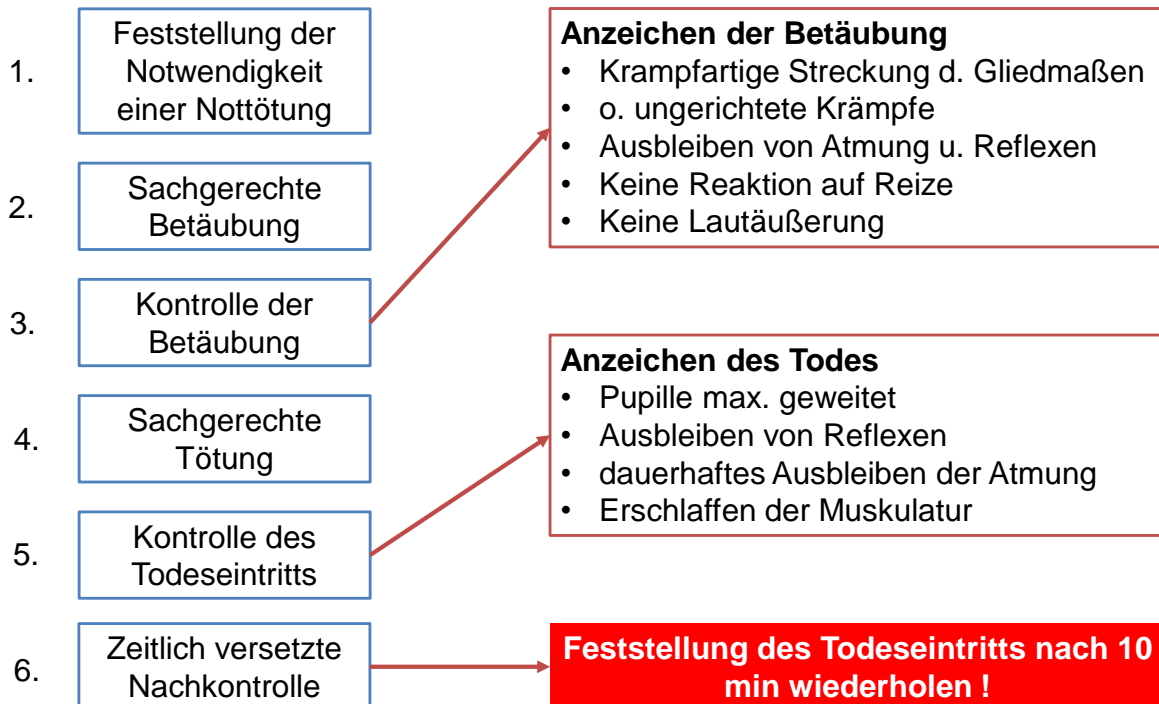 1.
Feststellung der
Notwendigkeit
einer Nottötung
2.
Sachgerechte
Betäubung
3.
Kontrolle der
Betäubung
4.
Sachgerechte
Tötung
5.
Kontrolle des
Todeseintritts
6.
Zeitlich versetzte
Nachkontrolle
Anzeichen der Betäubung
• Krampfartige Streckung d. Gliedmaßen
• o. ungerichtete Krämpfe
• Ausbleiben von Atmung u. Reflexen
• Keine Reaktion auf Reize
• Keine Lautäußerung
Anzeichen des Todes
• Pupille max. geweitet
• Ausbleiben von Reflexen
• dauerhaftes Ausbleiben der Atmung
• Erschlaffen der Muskulatur
Feststellung des Todeseintritts nach 10
min wiederholen !